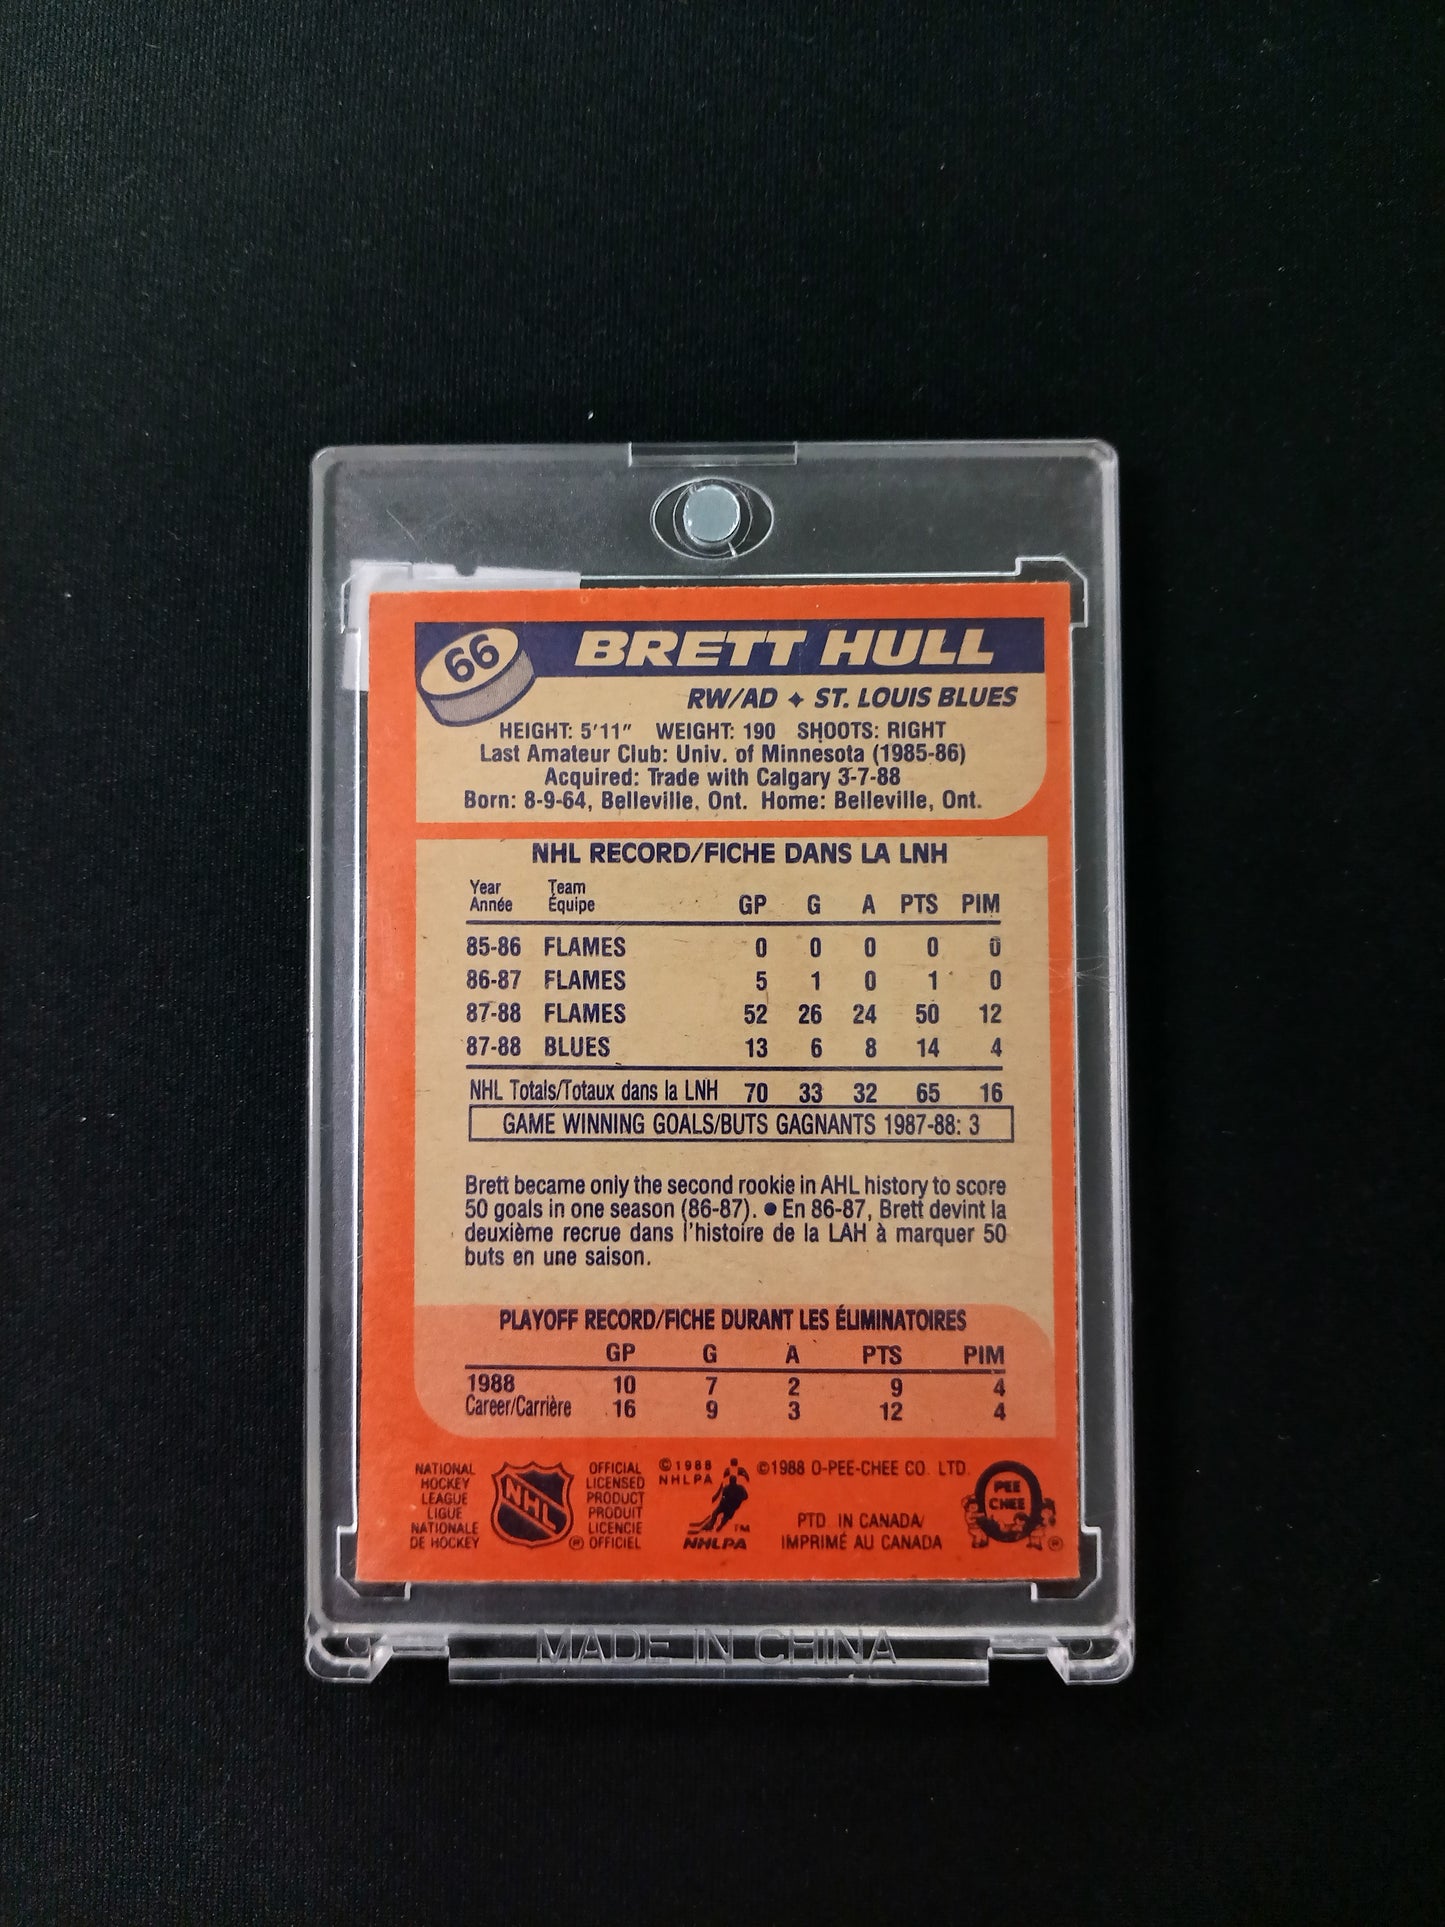 66 BRETT HULL
RW/AD ✦ ST. LOUIS BLUES
HEIGHT: 5'11" WEIGHT: 190 SHOOTS: RIGHT
Last Amateur Club: Univ. of Minnesota (1985-86)
Acquired: Trade with Calgary 3-7-88
Born: 8-9-64, Belleville, Ont. Home: Belleville, Ont.
NHL RECORD/FICHE DANS LA LNH
Year Team
Année Équipe GP G A PTS PIM
85-86 FLAMES 0 0 0 0 0
86-87 FLAMES 5 1 0 1 0
87-88 FLAMES 52 26 24 50 12
87-88 BLUES 13 6 8 14 4
NHL Totals/Totaux dans la LNH 70 33 32 65 16
GAME WINNING GOALS/BUTS GAGNANTS 1987-88: 3
Brett became only the second rookie in AHL history to score
50 goals in one season (86-87). ● En 86-87, Brett devint la
deuxième recrue dans l'histoire de la LAH à marquer 50
buts en une saison.
PLAYOFF RECORD/FICHE DURANT LES ÉLIMINATOIRES
GP G A PTS PIM
1988 10 7 2 9 4
Career/Carrière 16 9 3 12 4
NATIONAL
HOCKEY
LEAGUE
LIGUE
NATIONALE
DE HOCKEY
NHL
®
OFFICIAL
LICENSED
PRODUCT
PRODUIT
LICENCIE
OFFICIEL
©1988
NHLPA
TM
NHLPA
©1988 O-PEE-CHEE CO. LTD.
PTD. IN CANADA/
IMPRIMÉ AU CANADA
O
PEE
CHEE
®
MADE IN CHINA